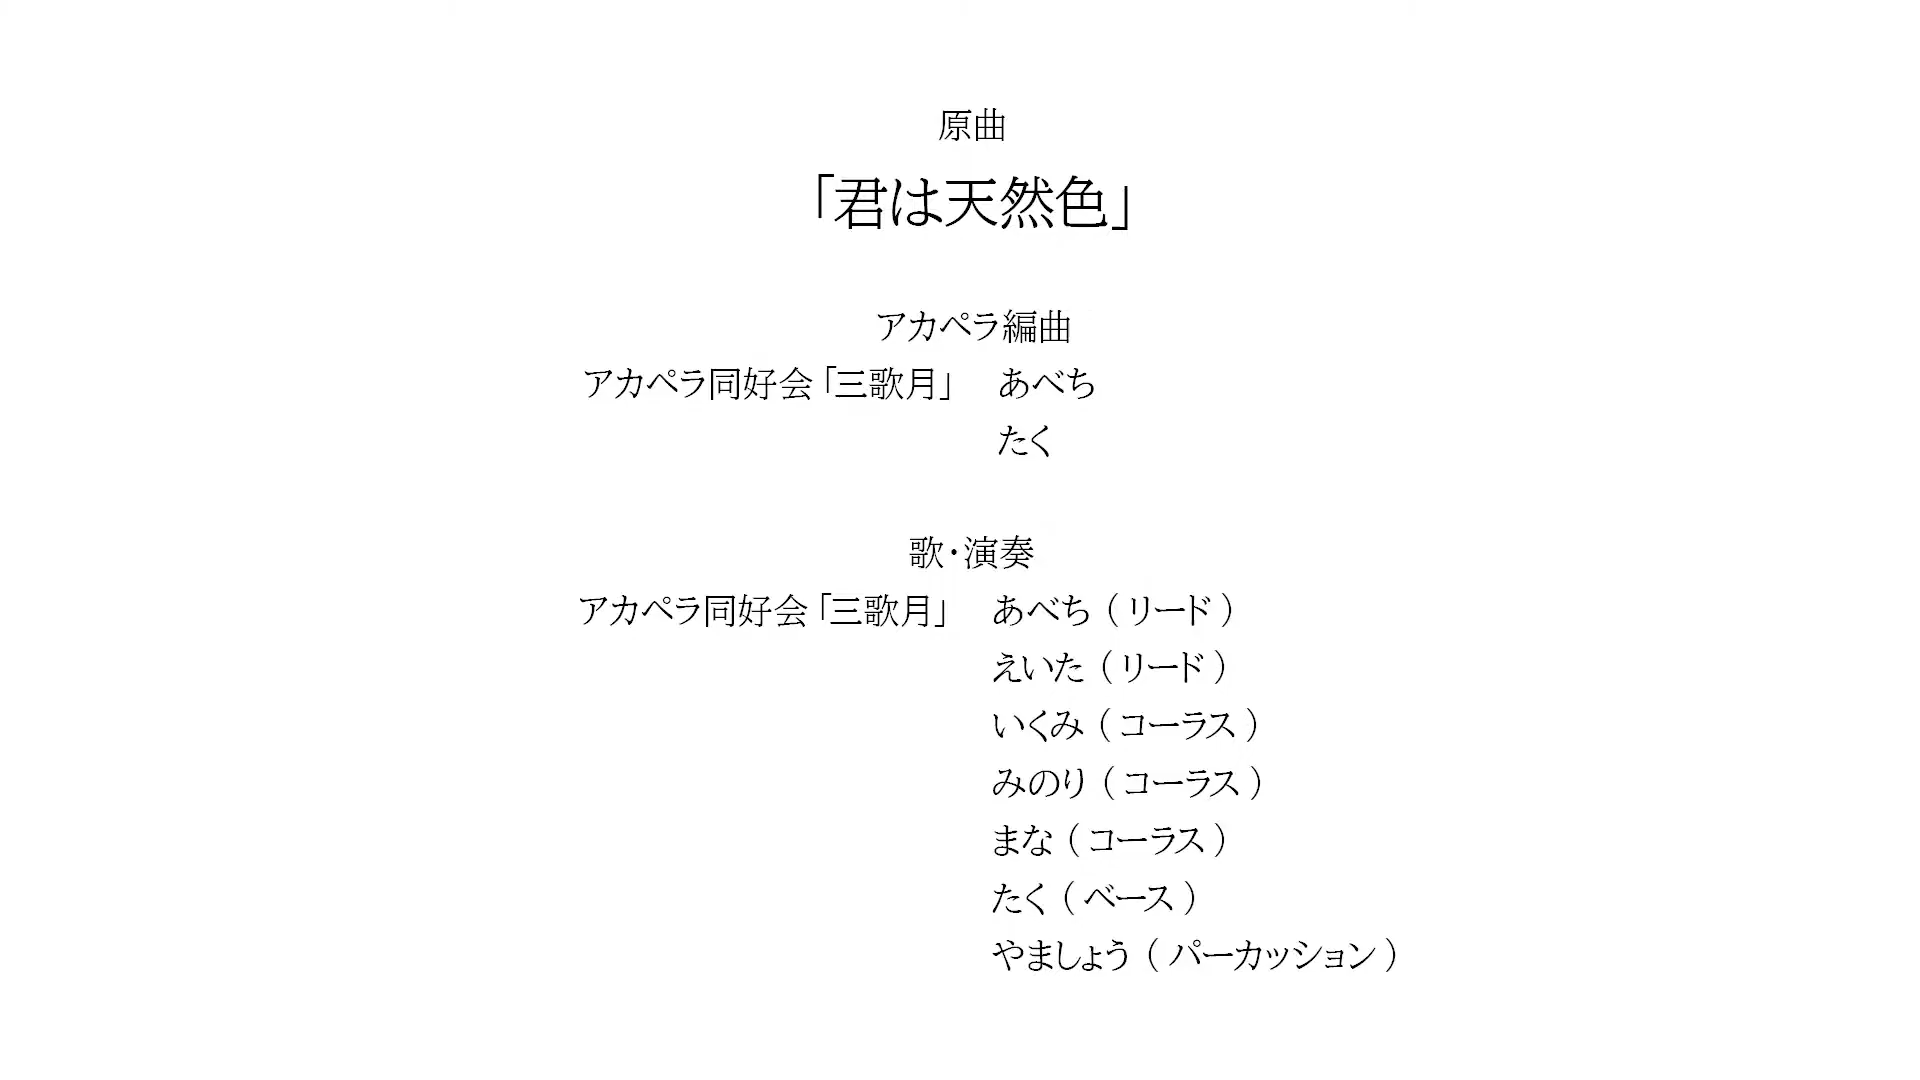 原曲
「君は天然色」
アカペラ編曲
アカペラ同好会「三歌月」　あべち
たく
歌・演奏
アカペラ同好会「三歌月」　あべち（リード）
えいた（リード）
いくみ（コーラス）
みのり（コーラス）
まな（コーラス）
たく（ベース）
やましょう（パーカッション）